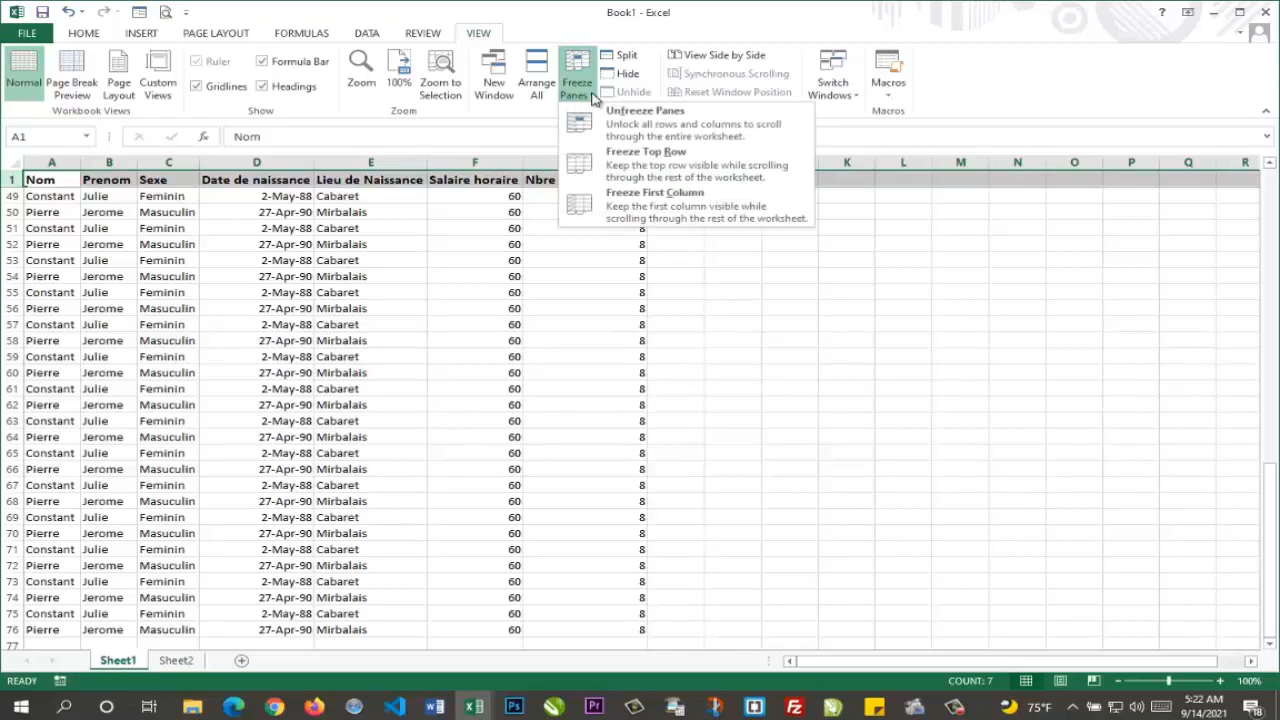 Book1 - Excel
?
FILE HOME INSERT PAGE LAYOUT FORMULAS DATA REVIEW VIEW
Normal
Page Break Preview
Page Layout
Custom Views
Workbook Views
Ruler
Formula Bar
Gridlines
Headings
Show
Zoom
100%
Zoom to Selection
Zoom
New Window
Arrange All
Freeze Panes
Split
Hide
Unhide
View Side by Side
Synchronous Scrolling
Reset Window Position
Switch Windows
Macros
Macros
Unfreeze Panes
Unlock all rows and columns to scroll
through the entire worksheet.
Freeze Top Row
Keep the top row visible while scrolling
through the rest of the worksheet.
Freeze First Column
Keep the first column visible while
scrolling through the rest of the worksheet.
A1 fx Nom
A B C D E F K L M N O P Q R
1 Nom Prenom Sexe Date de naissance Lieu de Naissance Salaire horaire Nbre
49 Constant Julie Feminin 2-May-88 Cabaret 60
50 Pierre Jerome Masuculin 27-Apr-90 Mirbalais 60
51 Constant Julie Feminin 2-May-88 Cabaret 60 8
52 Pierre Jerome Masuculin 27-Apr-90 Mirbalais 60 8
53 Constant Julie Feminin 2-May-88 Cabaret 60 8
54 Pierre Jerome Masuculin 27-Apr-90 Mirbalais 60 8
55 Constant Julie Feminin 2-May-88 Cabaret 60 8
56 Pierre Jerome Masuculin 27-Apr-90 Mirbalais 60 8
57 Constant Julie Feminin 2-May-88 Cabaret 60 8
58 Pierre Jerome Masuculin 27-Apr-90 Mirbalais 60 8
59 Constant Julie Feminin 2-May-88 Cabaret 60 8
60 Pierre Jerome Masuculin 27-Apr-90 Mirbalais 60 8
61 Constant Julie Feminin 2-May-88 Cabaret 60 8
62 Pierre Jerome Masuculin 27-Apr-90 Mirbalais 60 8
63 Constant Julie Feminin 2-May-88 Cabaret 60 8
64 Pierre Jerome Masuculin 27-Apr-90 Mirbalais 60 8
65 Constant Julie Feminin 2-May-88 Cabaret 60 8
66 Pierre Jerome Masuculin 27-Apr-90 Mirbalais 60 8
67 Constant Julie Feminin 2-May-88 Cabaret 60 8
68 Pierre Jerome Masuculin 27-Apr-90 Mirbalais 60 8
69 Constant Julie Feminin 2-May-88 Cabaret 60 8
70 Pierre Jerome Masuculin 27-Apr-90 Mirbalais 60 8
71 Constant Julie Feminin 2-May-88 Cabaret 60 8
72 Pierre Jerome Masuculin 27-Apr-90 Mirbalais 60 8
73 Constant Julie Feminin 2-May-88 Cabaret 60 8
74 Pierre Jerome Masuculin 27-Apr-90 Mirbalais 60 8
75 Constant Julie Feminin 2-May-88 Cabaret 60 8
76 Pierre Jerome Masuculin 27-Apr-90 Mirbalais 60 8
77
Sheet1 Sheet2
READY COUNT: 7 100%
75°F
5:22 AM
9/14/2021
18